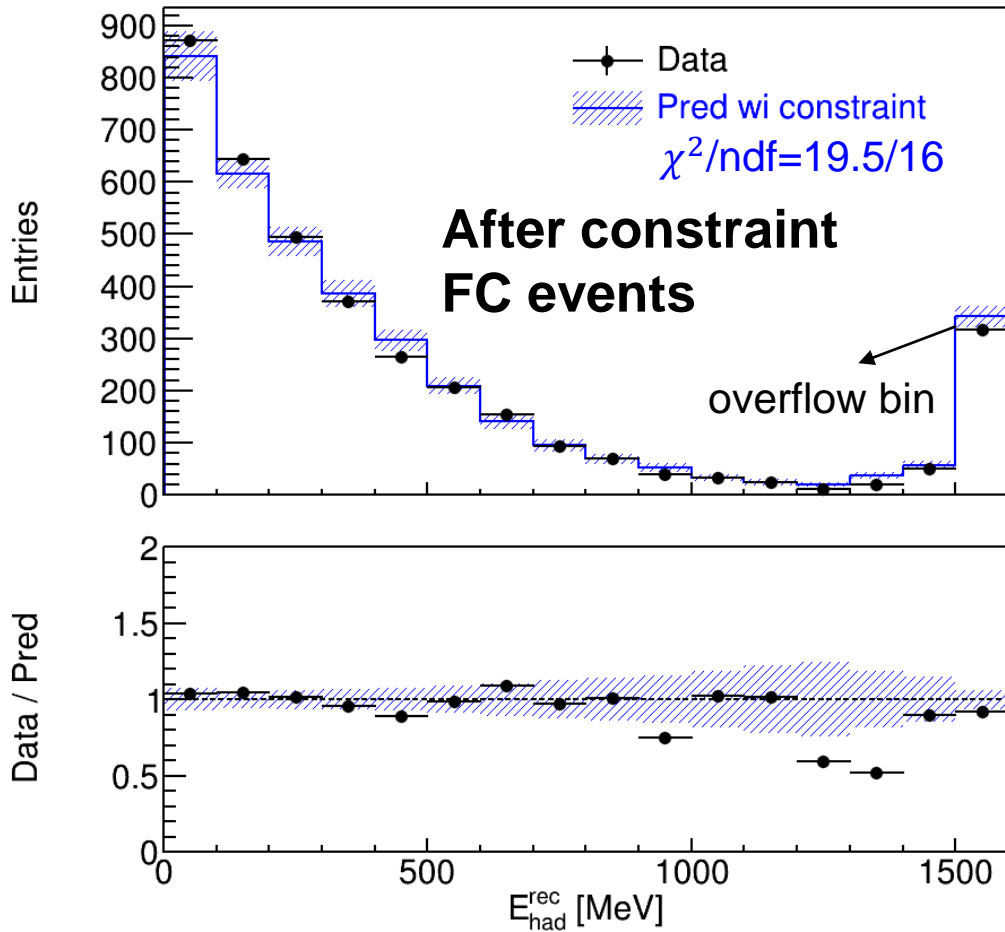 Entries
900
800
700
600
500
400
300
200
100
0
Data
Pred wi constraint
χ²/ndf=19.5/16
After constraint
FC events
overflow bin
Data / Pred
2
1.5
1
0.5
0
0 500 1000 1500
E_had^rec [MeV]